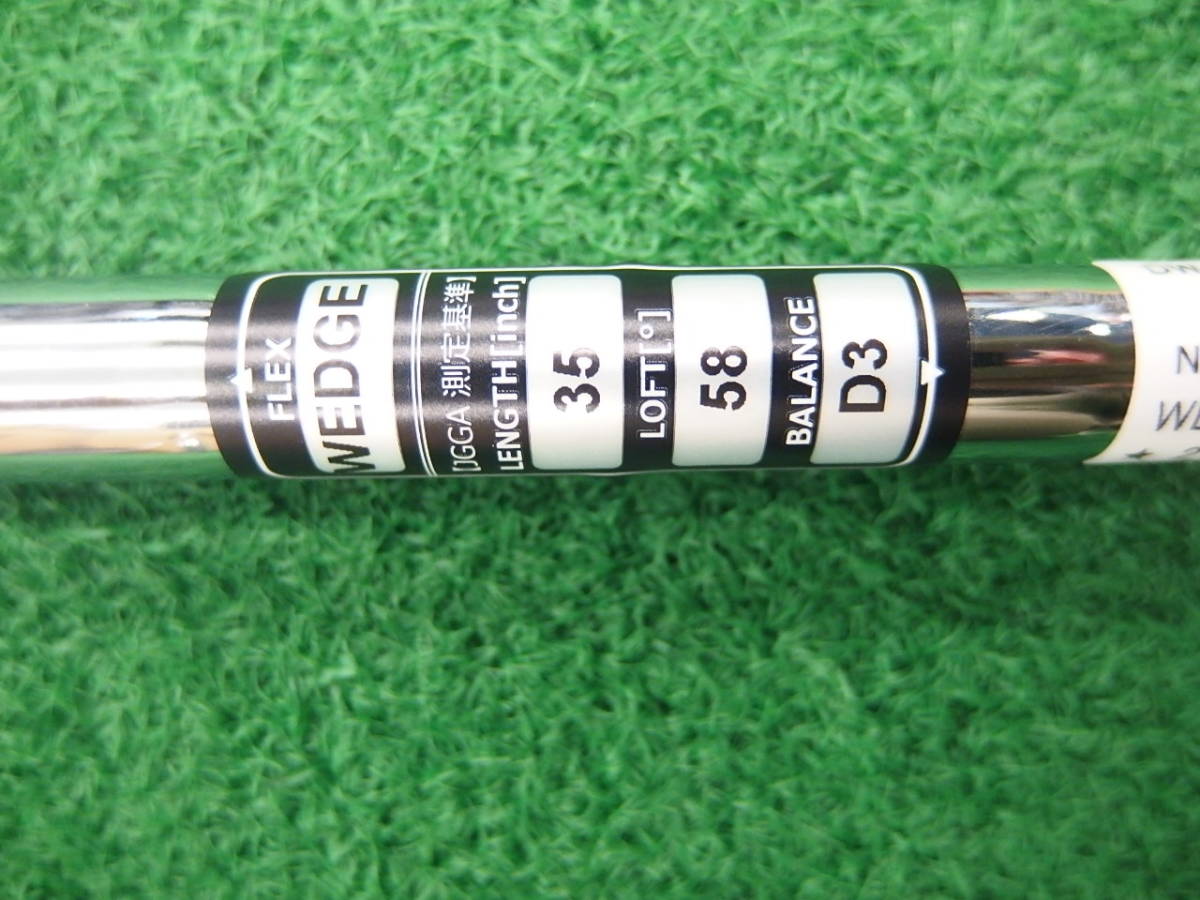 FLEX
WEDGE
[JGGA 測定基準]
LENGTH [inch]
35
LOFT [°]
58
BALANCE
D3